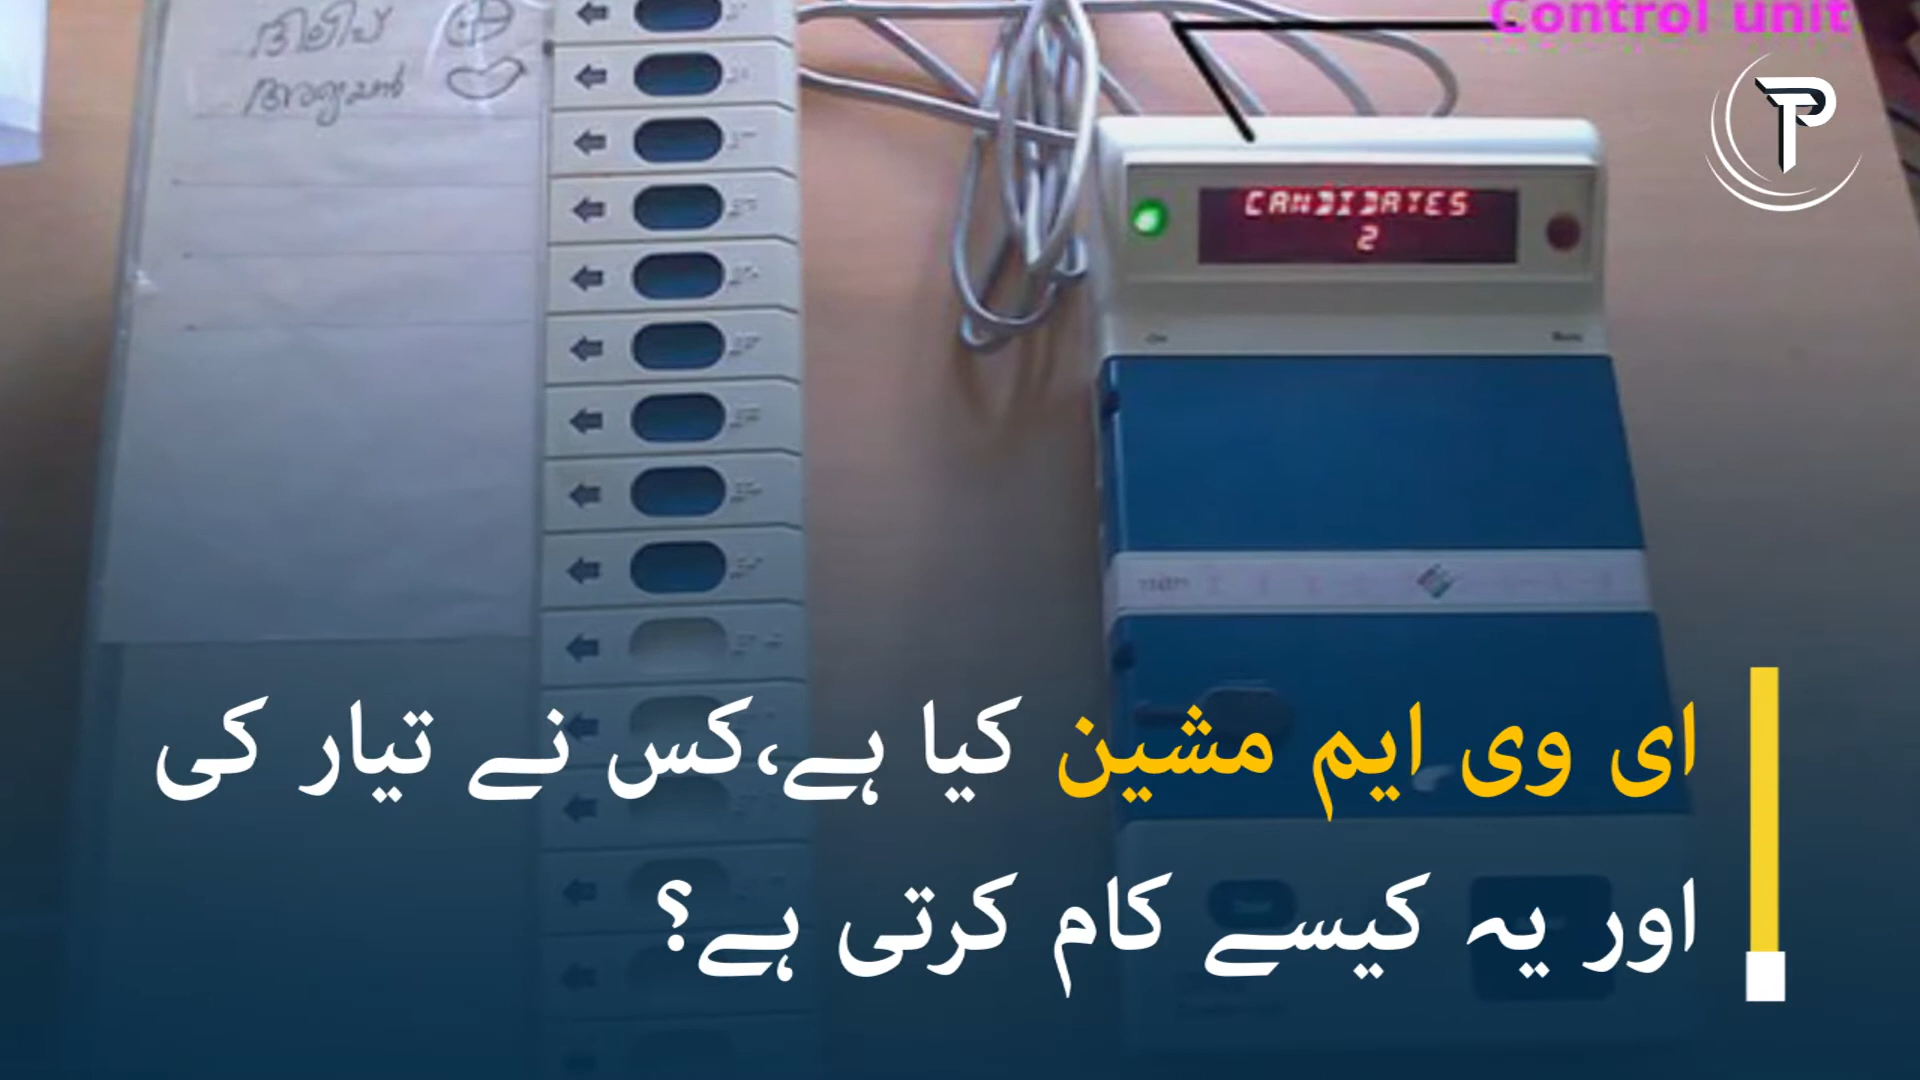 Control unit
CANDIDATES
2
ای وی ایم مشین کیا ہے،کس نے تیار کی
اور یہ کیسے کام کرتی ہے؟